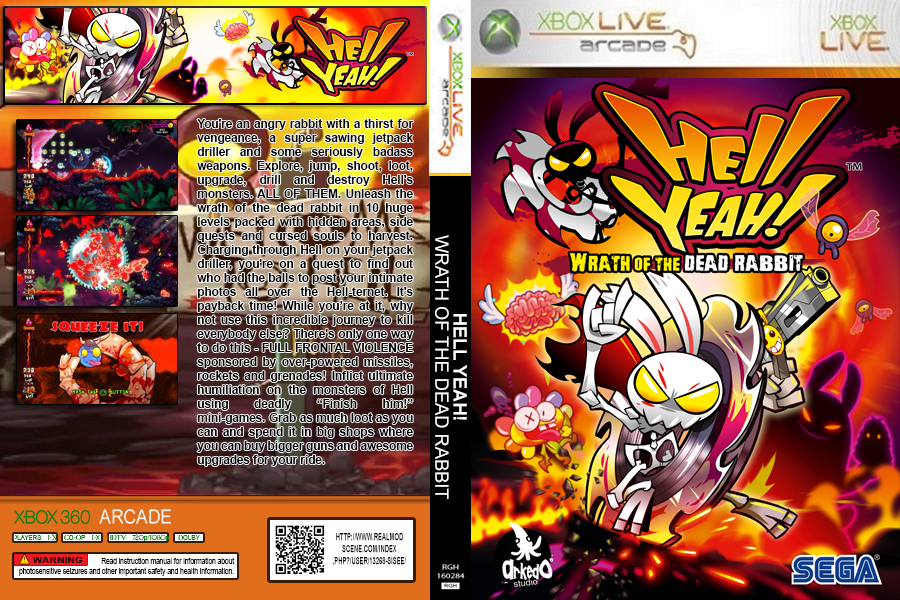 Hell
Yeah!
TM
You're an angry rabbit with a thirst for
vengeance, a super sawing jetpack
driller and some seriously badass
weapons. Explore, jump, shoot, loot,
upgrade, drill and destroy Hell's
monsters. ALL OF THEM. Unleash the
wrath of the dead rabbit in 10 huge
levels packed with hidden areas, side
quests and cursed souls to harvest.
Charging through Hell on your jetpack
driller, you're on a quest to find out
who had the balls to post your intimate
photos all over the Hell-ternet. It's
payback time! While you're at it, why
not use this incredible journey to kill
everybody else? There's only one way
to do this - FULL FRONTAL VIOLENCE
sponsored by over-powered missiles,
rockets and grenades! Inflict ultimate
humiliation on the monsters of Hell
using deadly “Finish him!”
mini-games. Grab as much loot as you
can and spend it in big shops where
you can buy bigger guns and awesome
upgrades for your ride.
SQUEEZE IT!
XBOX 360 ARCADE
PLAYERS 1-X CO-OP 1-X HDTV 720p/1080p DOLBY
WARNING Read instruction manual for information about
photosensitive seizures and other important safety and health information.
HTTP://WWW.REALMOD
SCENE.COM/INDEX
.PHP?/USER/13268-SISEE/
XBOX LIVE
arcade
HELL YEAH!
WRATH OF THE DEAD RABBIT
RGH
160284
RGH
XBOX LIVE
arcade
XBOX
LIVE
Hell
Yeah!
TM
WRATH OF THE DEAD RABBIT
arkedo
studio
SEGA®